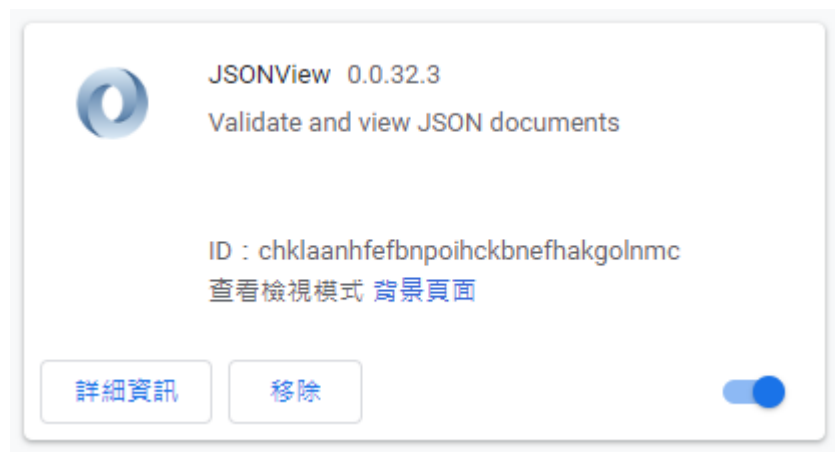 JSONView 0.0.32.3
Validate and view JSON documents
ID：chklaanhfefbnpoihckbnefhakgolnmc
查看檢視模式 背景頁面
詳細資訊 移除